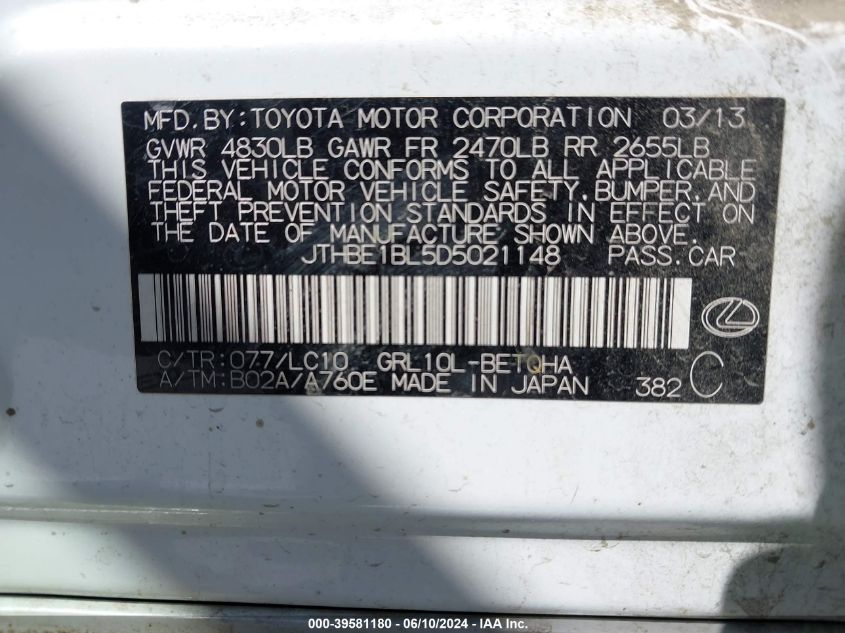 MFD. BY: TOYOTA MOTOR CORPORATION 03/13
GVWR 4830LB GAWR FR 2470LB RR 2655LB
THIS VEHICLE CONFORMS TO ALL APPLICABLE
FEDERAL MOTOR VEHICLE SAFETY, BUMPER, AND
THEFT PREVENTION STANDARDS IN EFFECT ON
THE DATE OF MANUFACTURE SHOWN ABOVE.
JTHBE1BL5D5021148 PASS. CAR
C/TR: 077/LC10 GRL10L-BETQHA
A/TM: B02A/A760E MADE IN JAPAN 382 C
000-39581180 - 06/10/2024 - IAA Inc.